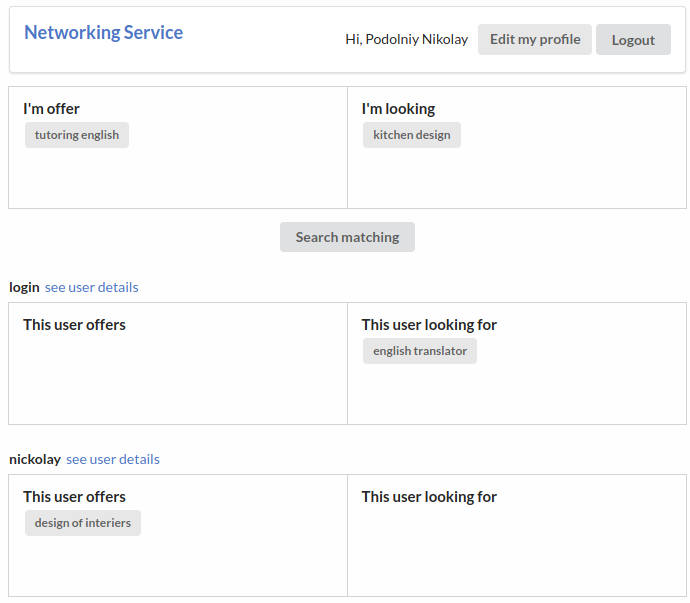 Networking Service
Hi, Podolniy Nikolay Edit my profile Logout
I'm offer
tutoring english
I'm looking
kitchen design
Search matching
login see user details
This user offers
This user looking for
english translator
nickolay see user details
This user offers
design of interiers
This user looking for